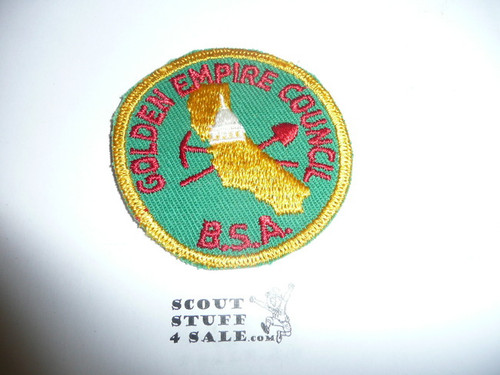 GOLDEN EMPIRE COUNCIL
B.S.A.
SCOUT
STUFF
4 SALE.com